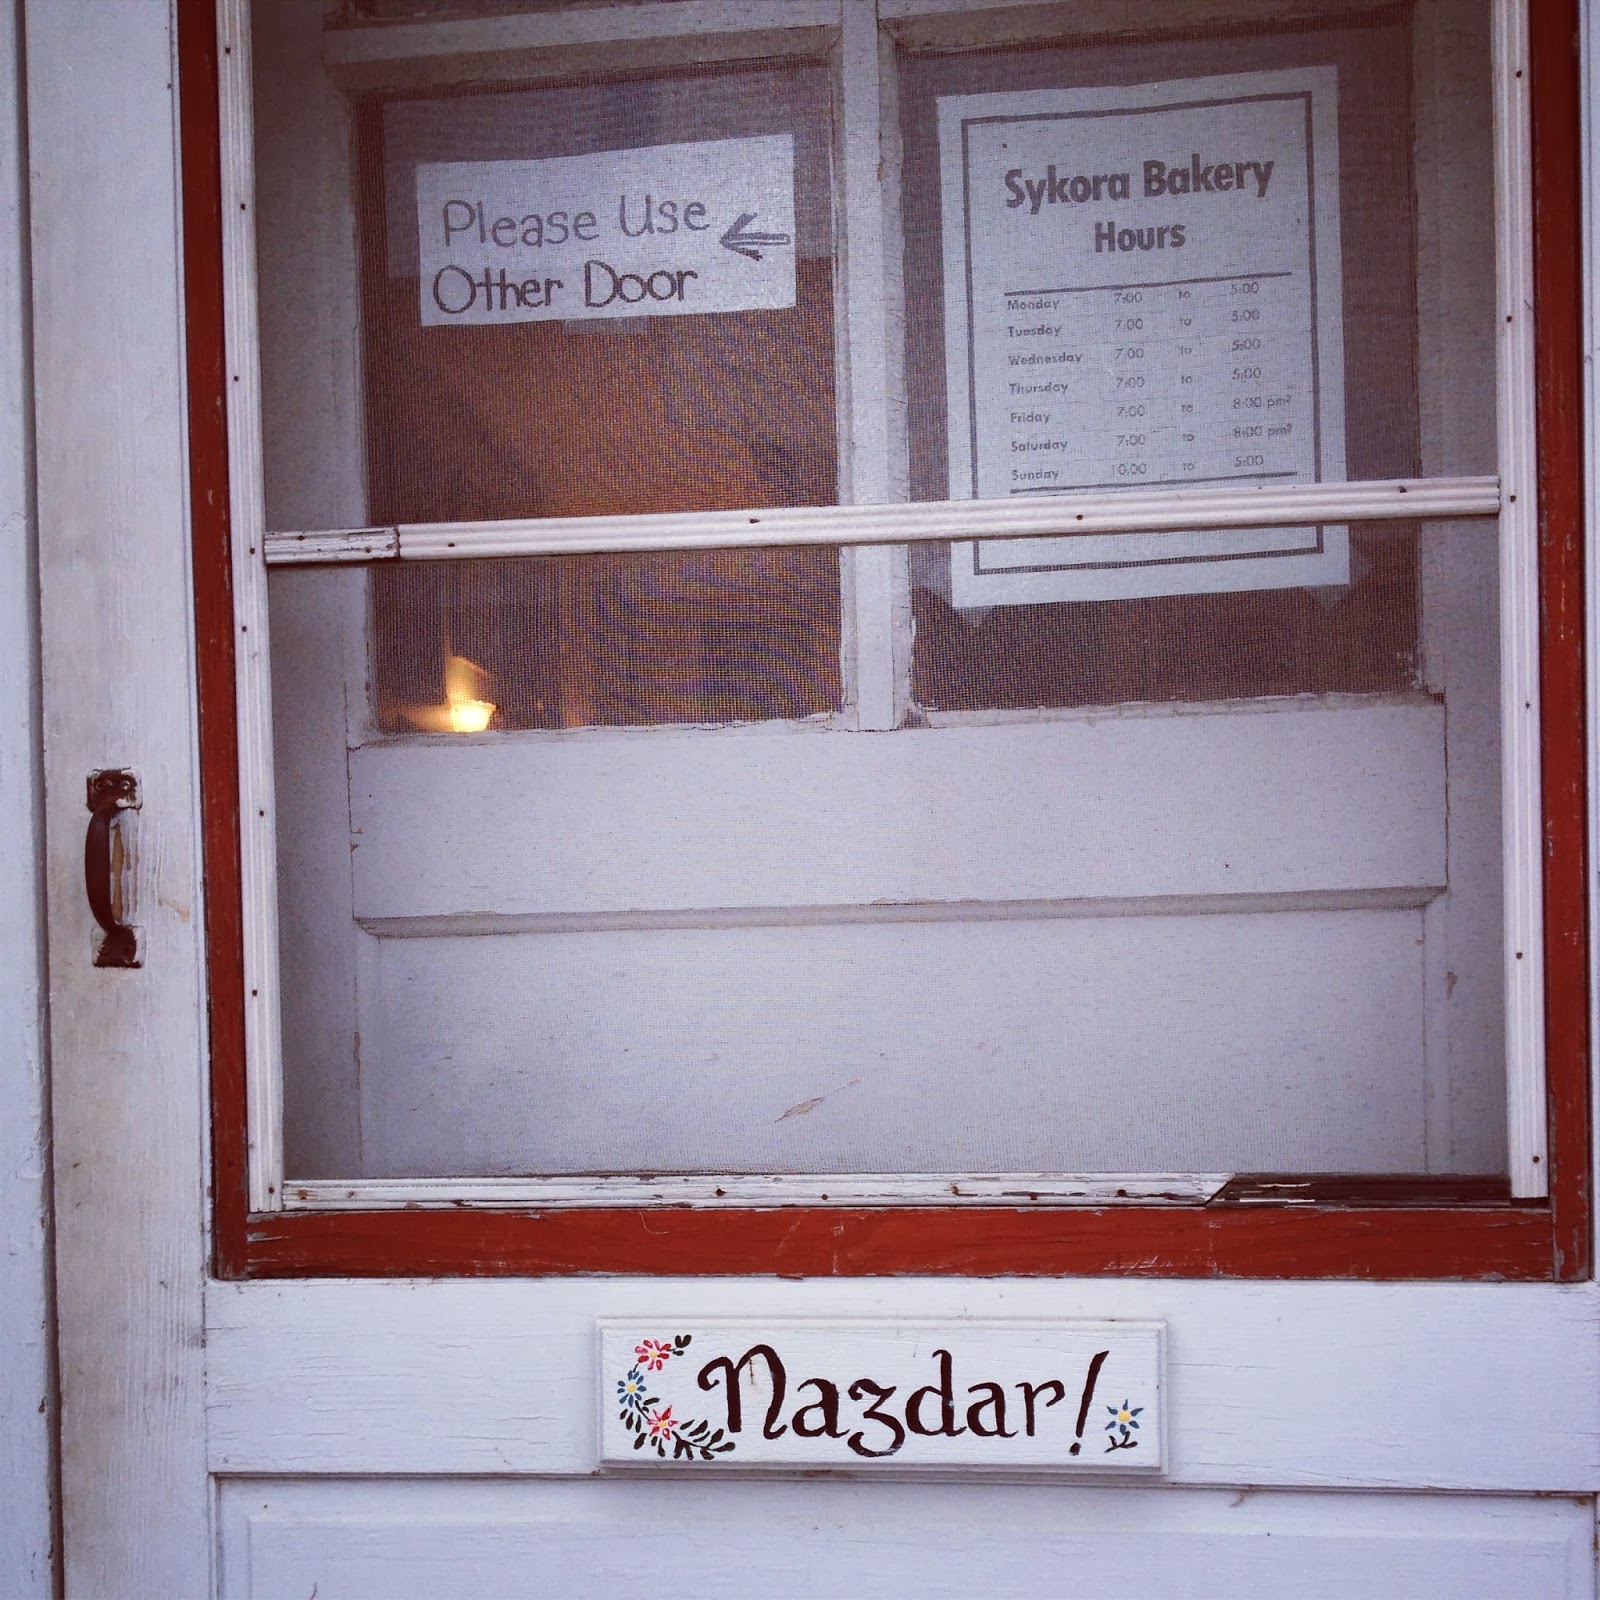 Please Use
Other Door
Sykora Bakery
Hours
Monday 7:00 to 5:00
Tuesday 7:00 to 5:00
Wednesday 7:00 to 5:00
Thursday 7:00 to 5:00
Friday 7:00 to 8:00 pm?
Saturday 7:00 to 8:00 pm?
Sunday 10:00 to 5:00
Nazdar!